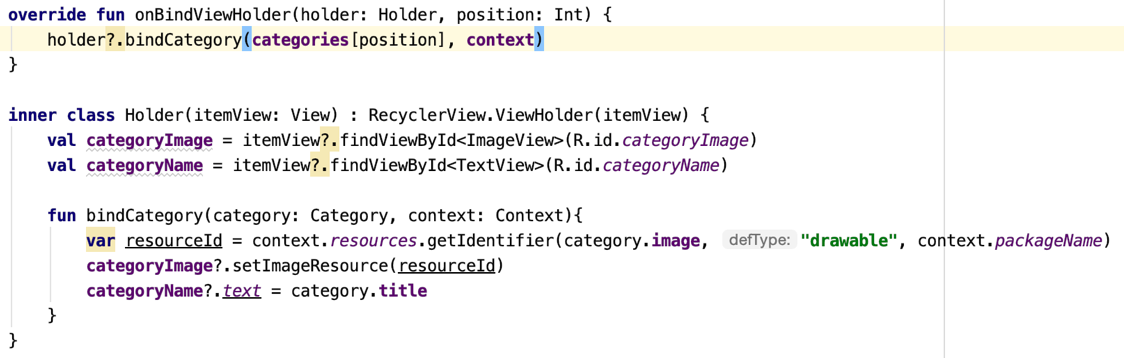 override fun onBindViewHolder(holder: Holder, position: Int) {
    holder?.bindCategory(categories[position], context)
}

inner class Holder(itemView: View) : RecyclerView.ViewHolder(itemView) {
    val categoryImage = itemView?.findViewById<ImageView>(R.id.categoryImage)
    val categoryName = itemView?.findViewById<TextView>(R.id.categoryName)

    fun bindCategory(category: Category, context: Context){
        var resourceId = context.resources.getIdentifier(category.image, defType: "drawable", context.packageName)
        categoryImage?.setImageResource(resourceId)
        categoryName?.text = category.title
    }
}